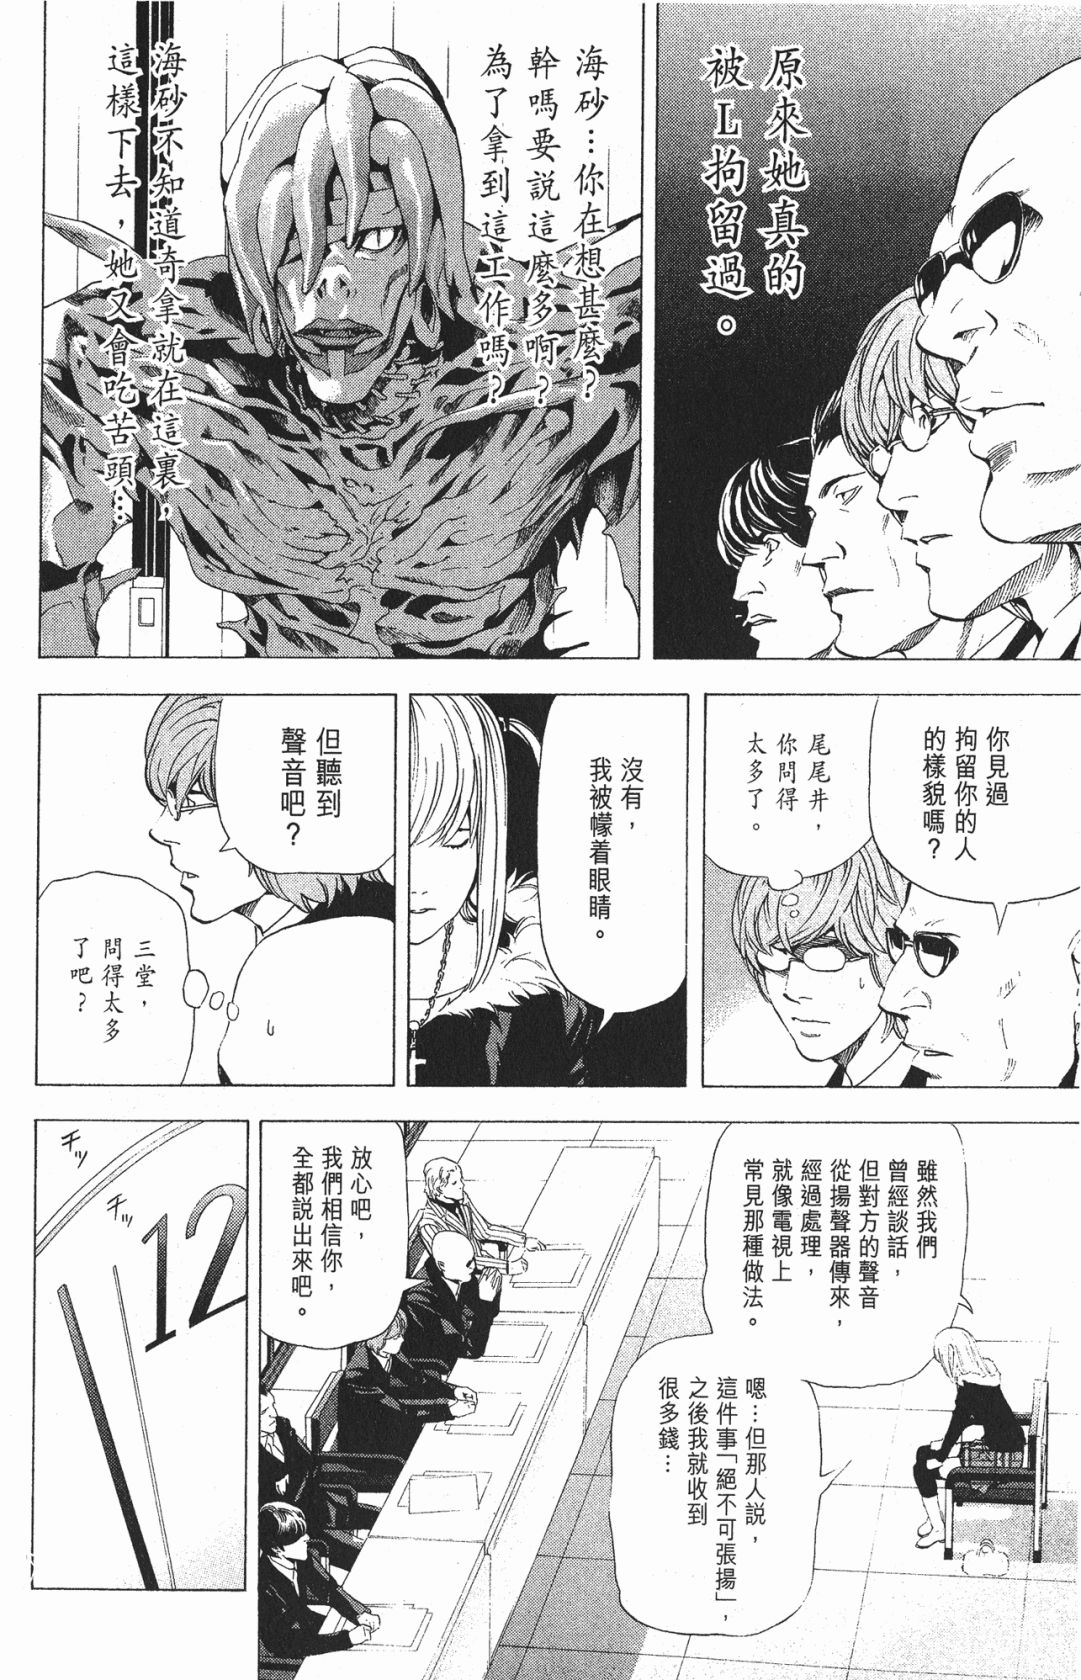 原來她真的
被L拘留過。
海砂…你在想甚麼？
幹嗎要說這麼多啊？
為了拿到這工作嗎？
海砂不知道奇拿就在這裏，
這樣下去，她又會吃苦頭…
你見過
拘留你的人
的樣貌嗎？
尾尾井，
你問得
太多了。
沒有，
我被幪着眼睛。
但聽到
聲音吧？
三堂，
問得太多
了吧？
雖然我們
曾經談話，
但對方的聲音
從揚聲器傳來，
經過處理，
就像電視上
常見那種做法。
嗯…但那人説，
這件事「絕不可張揚」，
之後我就收到
很多錢…
放心吧，
我們相信你，
全都説出來吧。
チッ
チッ
12